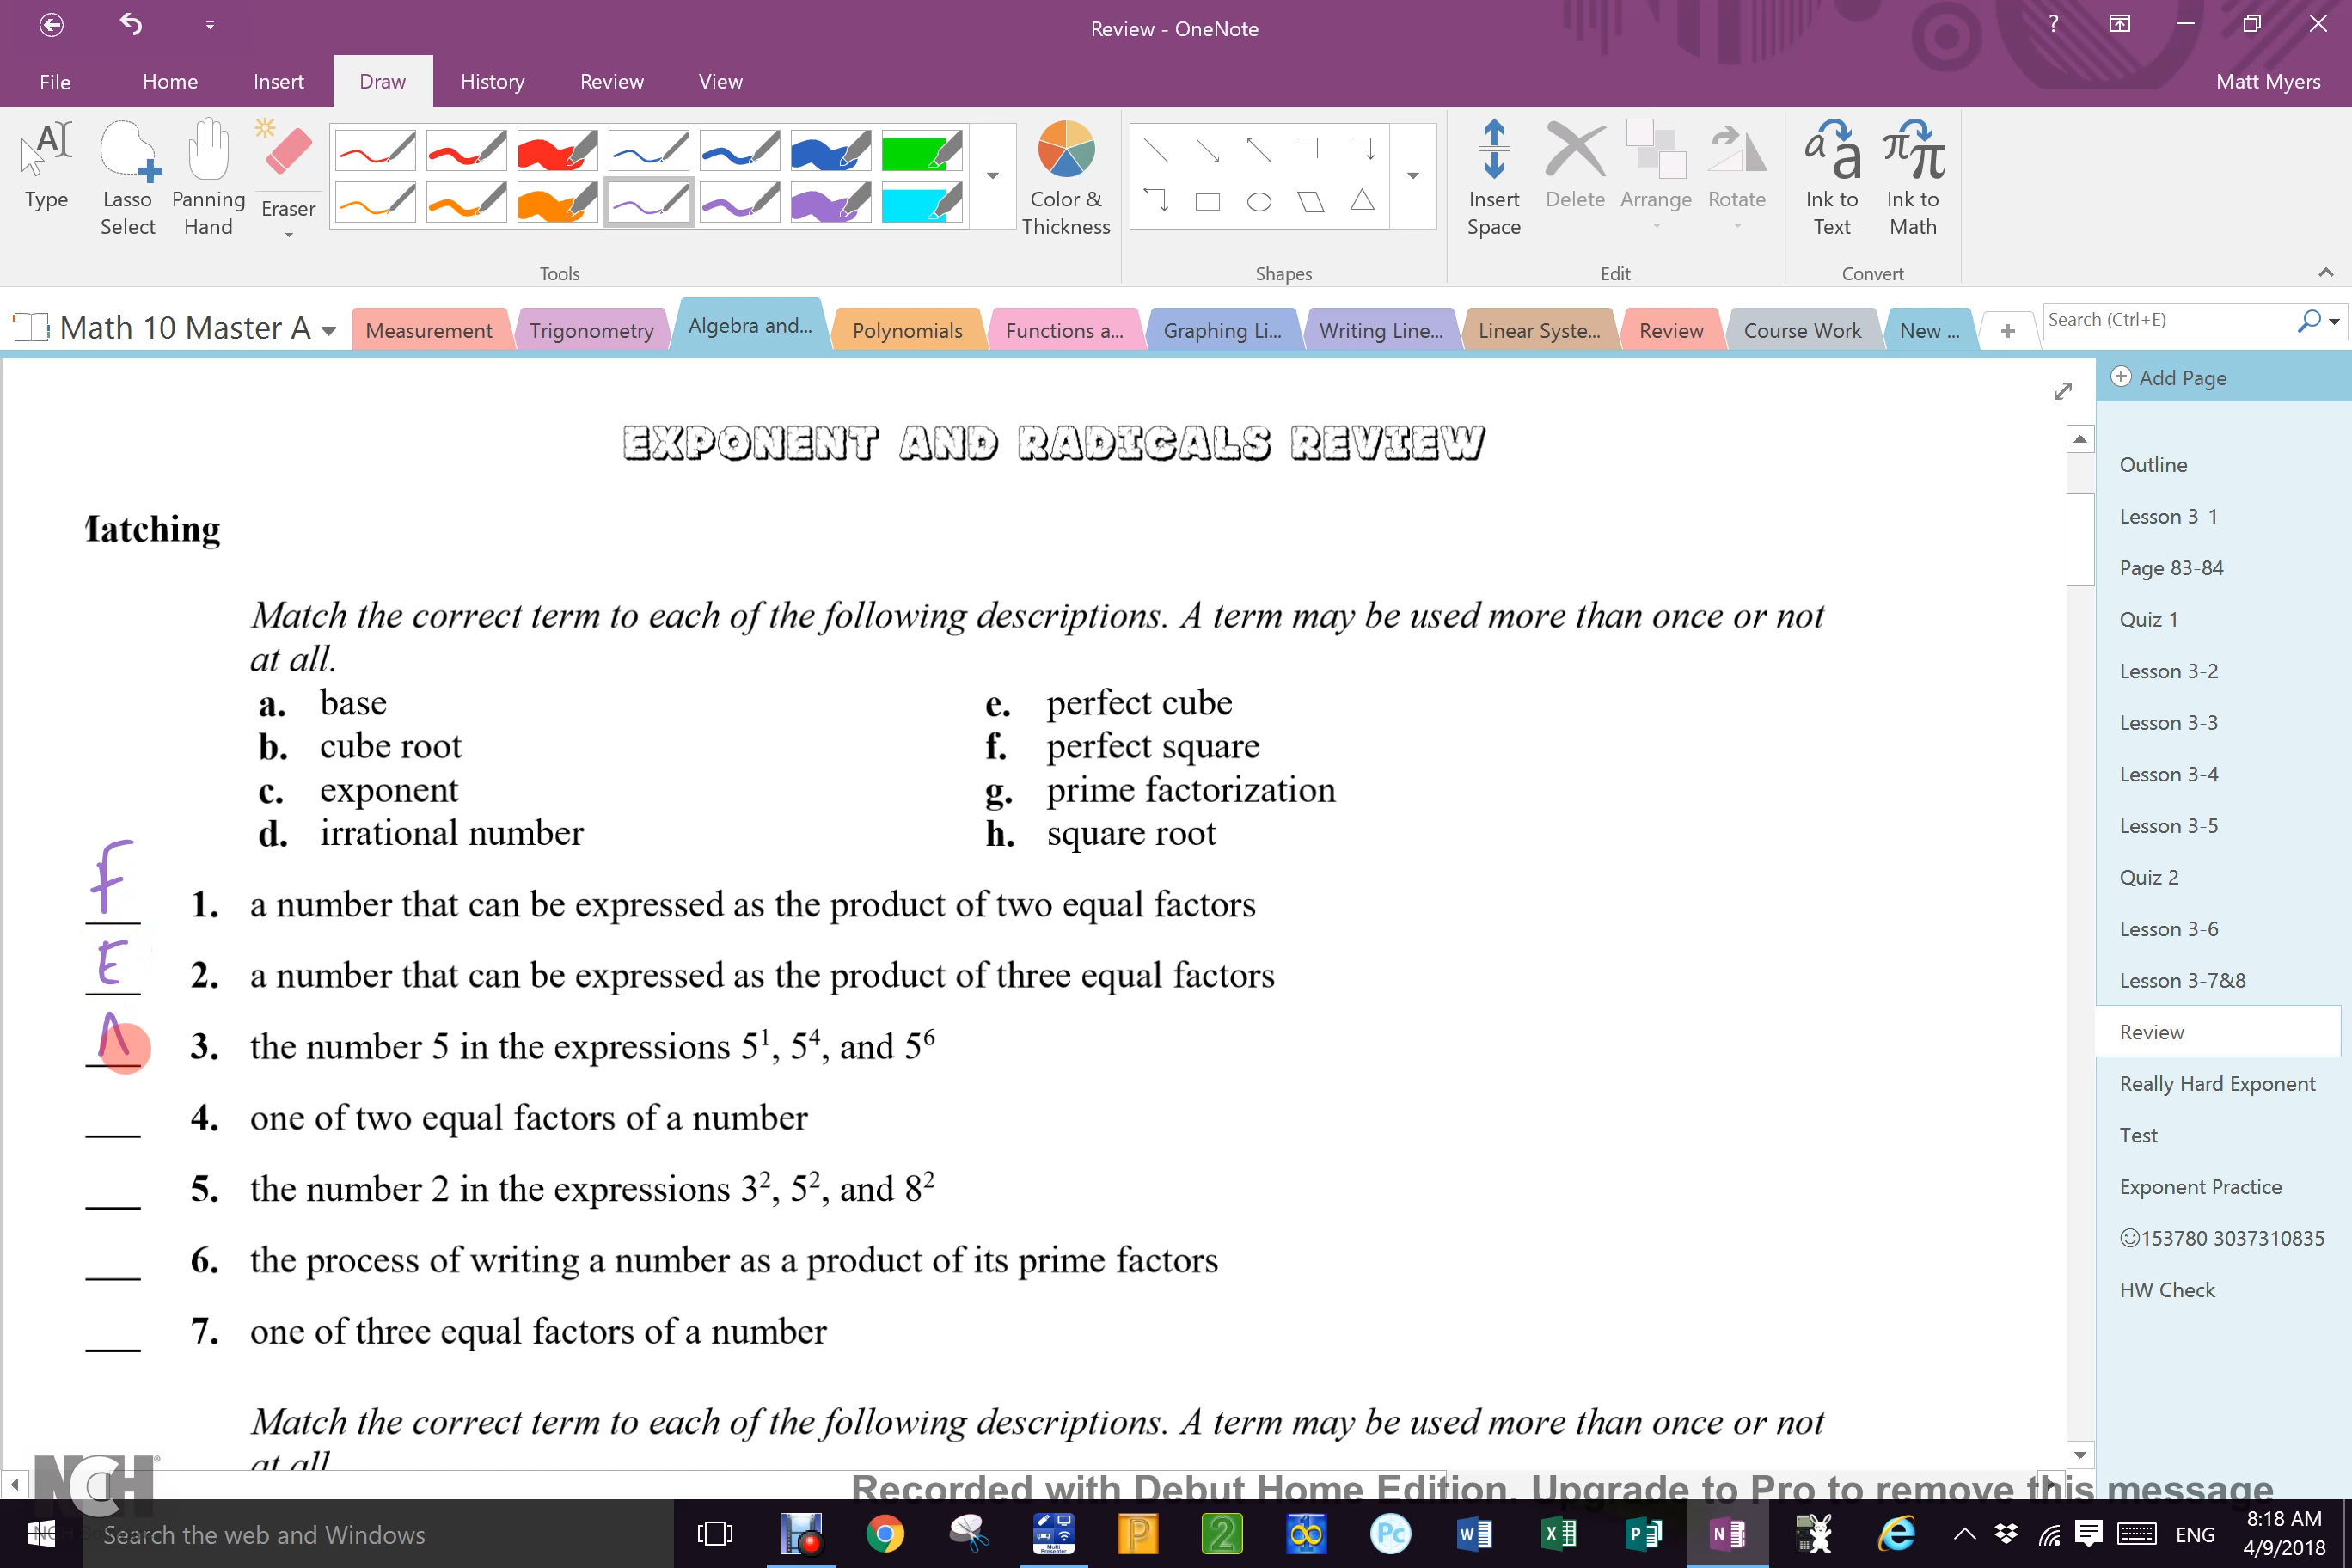 Review - OneNote
?
File Home Insert Draw History Review View Matt Myers
Type
Lasso Select
Panning Hand
Eraser
Color & Thickness
Insert Space
Delete
Arrange
Rotate
Ink to Text
Ink to Math
Tools Shapes Edit Convert
Math 10 Master A
Measurement Trigonometry Algebra and... Polynomials Functions a... Graphing Li... Writing Line... Linear Syste... Review Course Work New ... +
Search (Ctrl+E)
EXPONENT AND RADICALS REVIEW
Matching
Match the correct term to each of the following descriptions. A term may be used more than once or not
at all.
a. base
b. cube root
c. exponent
d. irrational number
e. perfect cube
f. perfect square
g. prime factorization
h. square root
F 1. a number that can be expressed as the product of two equal factors
E 2. a number that can be expressed as the product of three equal factors
3. the number 5 in the expressions 5¹, 5⁴, and 5⁶
4. one of two equal factors of a number
5. the number 2 in the expressions 3², 5², and 8²
6. the process of writing a number as a product of its prime factors
7. one of three equal factors of a number
Match the correct term to each of the following descriptions. A term may be used more than once or not
at all
Add Page
Outline
Lesson 3-1
Page 83-84
Quiz 1
Lesson 3-2
Lesson 3-3
Lesson 3-4
Lesson 3-5
Quiz 2
Lesson 3-6
Lesson 3-7&8
Review
Really Hard Exponent
Test
Exponent Practice
☺153780 3037310835
HW Check
NCH
Recorded with Debut Home Edition. Upgrade to Pro to remove this message
Search the web and Windows
ENG
8:18 AM
4/9/2018